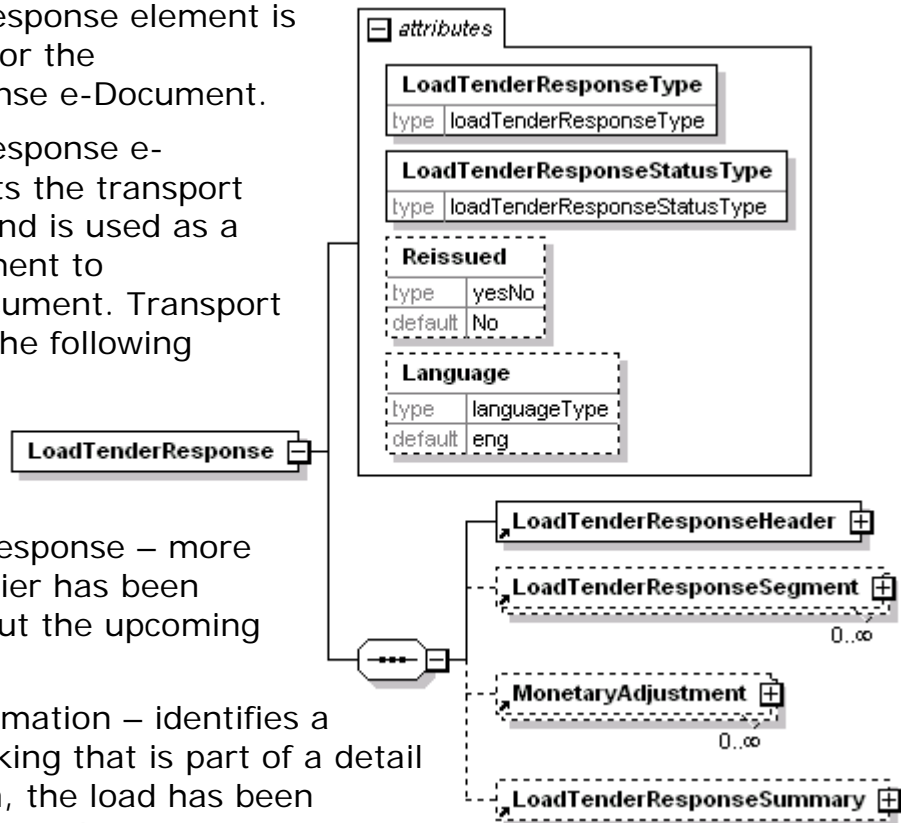 esponse element is
or the
nse e-Document.
esponse e-
ts the transport
nd is used as a
nent to
ument. Transport
he following
esponse – more
ier has been
ut the upcoming
mation – identifies a
king that is part of a detail
, the load has been
attributes
LoadTenderResponseType
type loadTenderResponseType
LoadTenderResponseStatusType
type loadTenderResponseStatusType
Reissued
type yesNo
default No
Language
type languageType
default eng
LoadTenderResponse
LoadTenderResponseHeader
LoadTenderResponseSegment
0..∞
MonetaryAdjustment
0..∞
LoadTenderResponseSummary